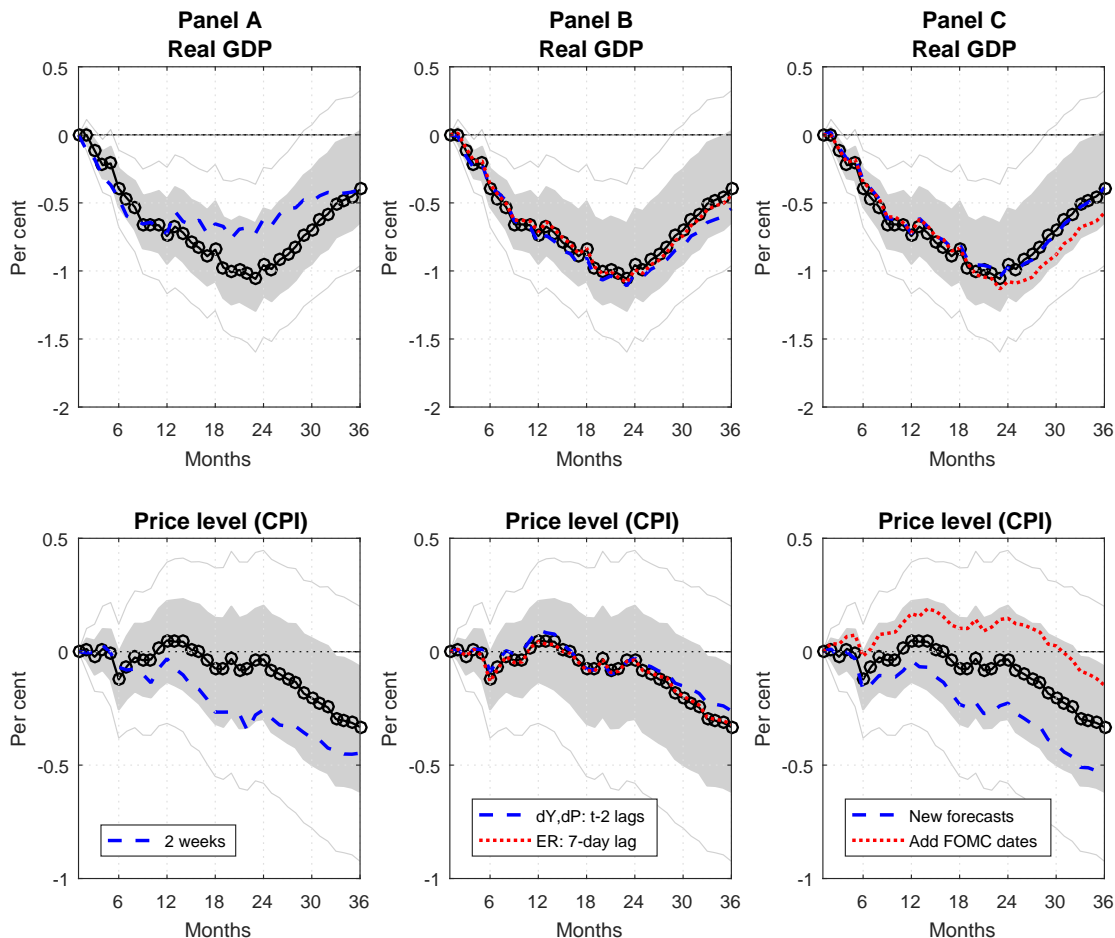 Panel A
Real GDP
0.5
0
-0.5
-1
-1.5
-2
Per cent
6 12 18 24 30 36
Months
Panel B
Real GDP
0.5
0
-0.5
-1
-1.5
-2
Per cent
6 12 18 24 30 36
Months
Panel C
Real GDP
0.5
0
-0.5
-1
-1.5
-2
Per cent
6 12 18 24 30 36
Months
Price level (CPI)
0.5
0
-0.5
-1
Per cent
2 weeks
6 12 18 24 30 36
Months
Price level (CPI)
0.5
0
-0.5
-1
Per cent
dY,dP: t-2 lags
ER: 7-day lag
6 12 18 24 30 36
Months
Price level (CPI)
0.5
0
-0.5
-1
Per cent
New forecasts
Add FOMC dates
6 12 18 24 30 36
Months